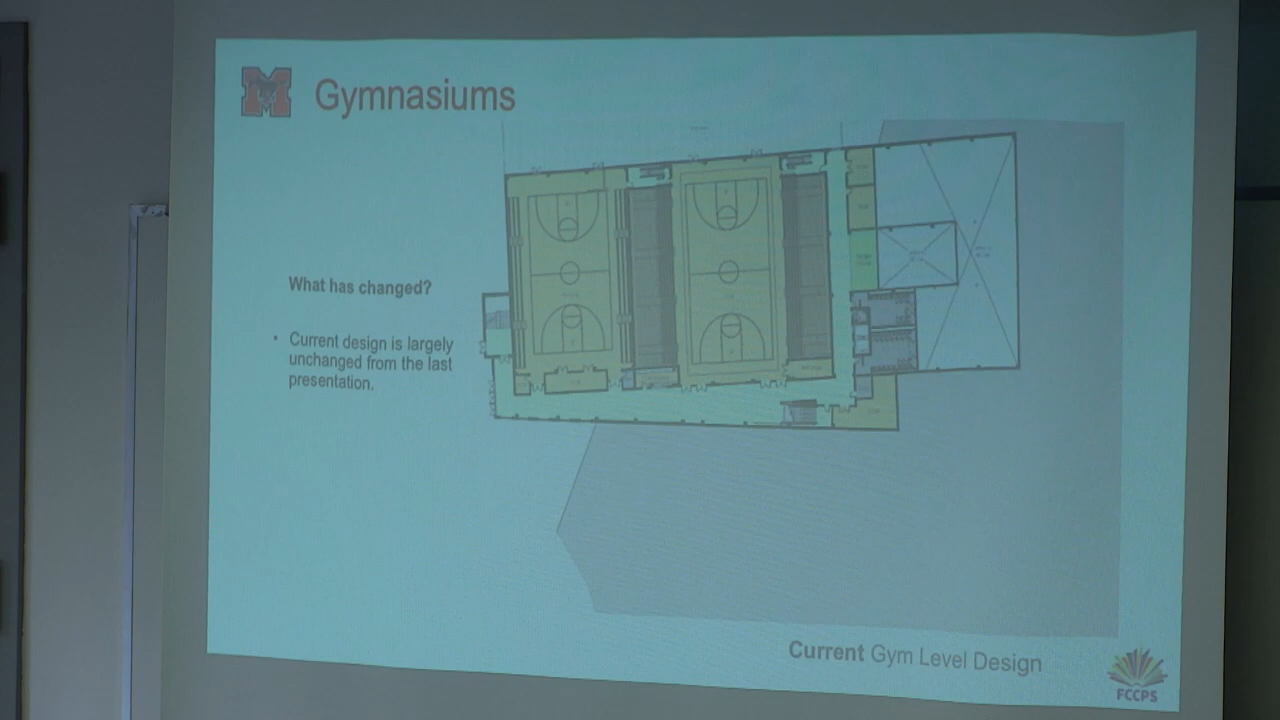 M
Gymnasiums
What has changed?
• Current design is largely
unchanged from the last
presentation.
Current Gym Level Design
FCCPS